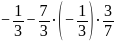 −1/3 − 7/3 · (−1/3) · 3/7